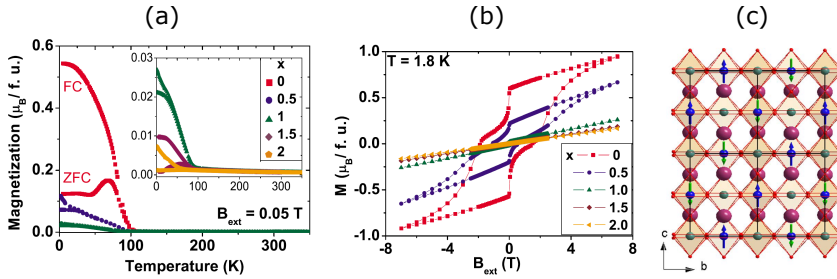 (a)
(b)
(c)
0.6
0.4
0.2
0.0
Magnetization (μB/ f. u.)
FC
ZFC
0 100 200 300
Temperature (K)
0.03
0.02
0.01
0.00
0 100 200 300
x
0
0.5
1
1.5
2
Bext = 0.05 T
1.0
0.5
0.0
-0.5
-1.0
M (μB/ f. u.)
T = 1.8 K
x 0
0.5
1.0
1.5
2.0
-8 -4 0 4 8
Bext (T)
c
b